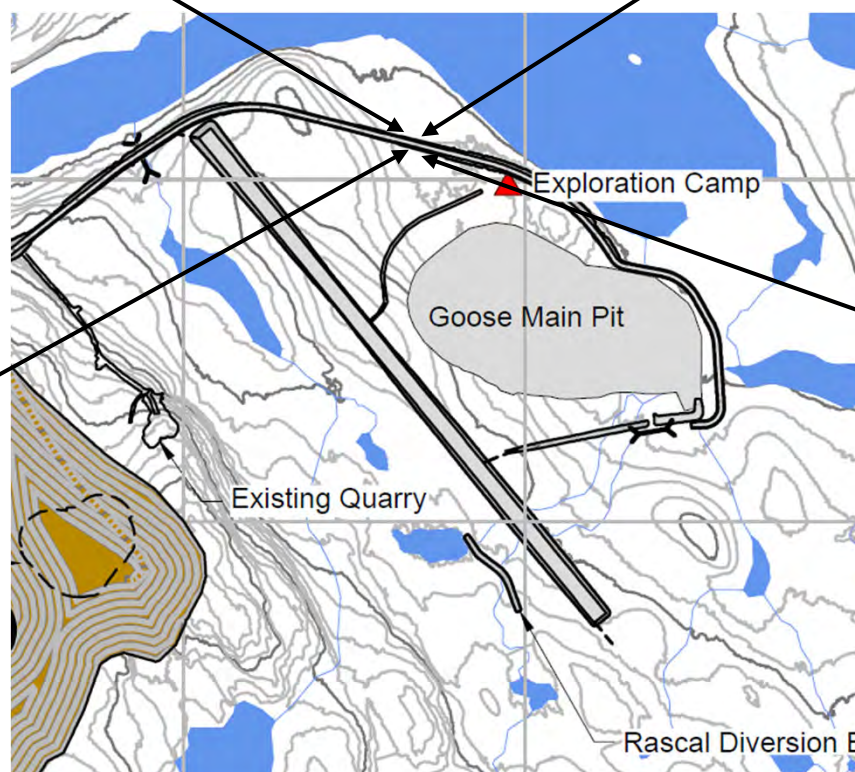 Exploration Camp
Goose Main Pit
Existing Quarry
Rascal Diversion